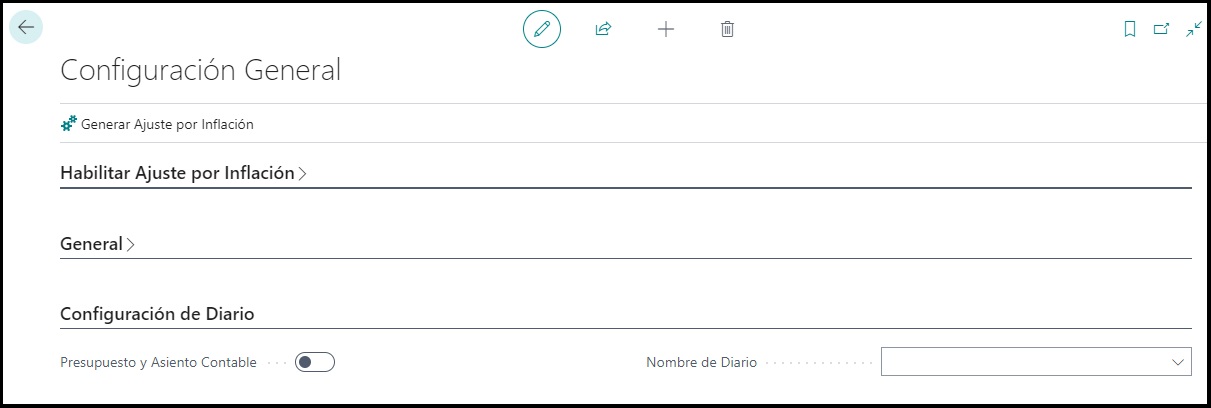 Configuración General
Generar Ajuste por Inflación
Habilitar Ajuste por Inflación
General
Configuración de Diario
Presupuesto y Asiento Contable
Nombre de Diario